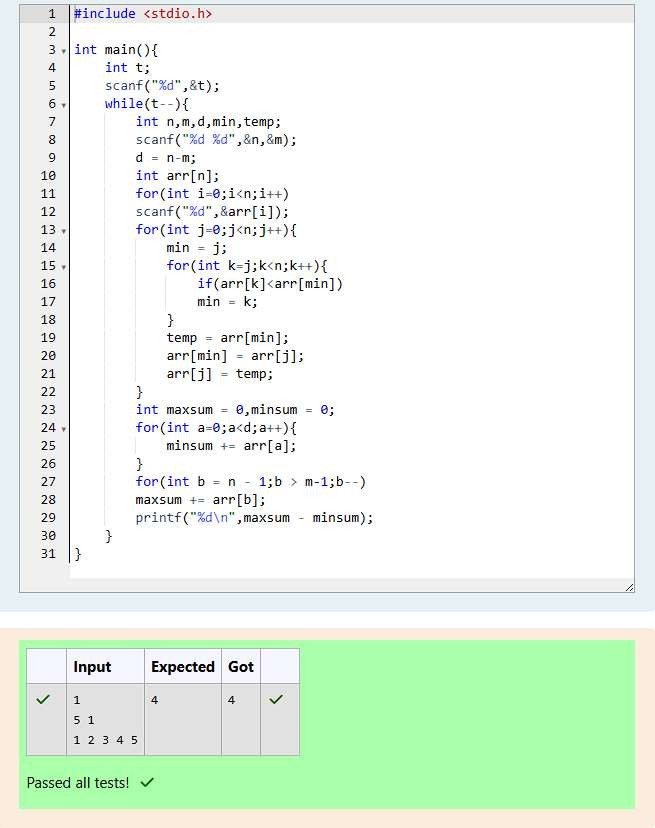 1 #include <stdio.h>
2
3 int main(){
4     int t;
5     scanf("%d",&t);
6     while(t--){
7         int n,m,d,min,temp;
8         scanf("%d %d",&n,&m);
9         d = n-m;
10         int arr[n];
11         for(int i=0;i<n;i++)
12         scanf("%d",&arr[i]);
13         for(int j=0;j<n;j++){
14             min = j;
15             for(int k=j;k<n;k++){
16                 if(arr[k]<arr[min])
17                 min = k;
18             }
19             temp = arr[min];
20             arr[min] = arr[j];
21             arr[j] = temp;
22         }
23         int maxsum = 0,minsum = 0;
24         for(int a=0;a<d;a++){
25             minsum += arr[a];
26         }
27         for(int b = n - 1;b > m-1;b--)
28         maxsum += arr[b];
29         printf("%d\n",maxsum - minsum);
30     }
31 }
Input Expected Got
1 4 4
5 1
1 2 3 4 5
Passed all tests!